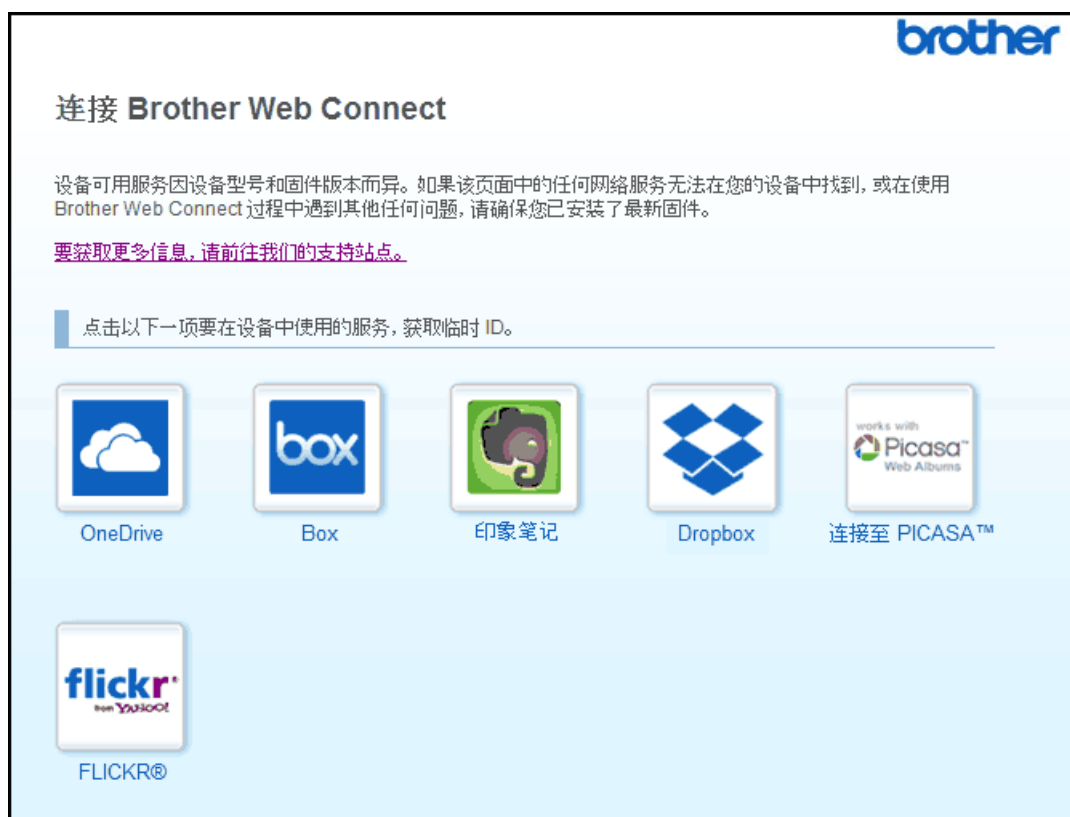 brother
连接 Brother Web Connect
设备可用服务因设备型号和固件版本而异。如果该页面中的任何网络服务无法在您的设备中找到, 或在使用
Brother Web Connect 过程中遇到其他任何问题, 请确保您已安装了最新固件。
要获取更多信息, 请前往我们的支持站点。
点击以下一项要在设备中使用的服务, 获取临时 ID。
box
works with
Picasa™
Web Albums
OneDrive
Box
印象笔记
Dropbox
连接至 PICASA™
flickr
from YAHOO!
FLICKR®